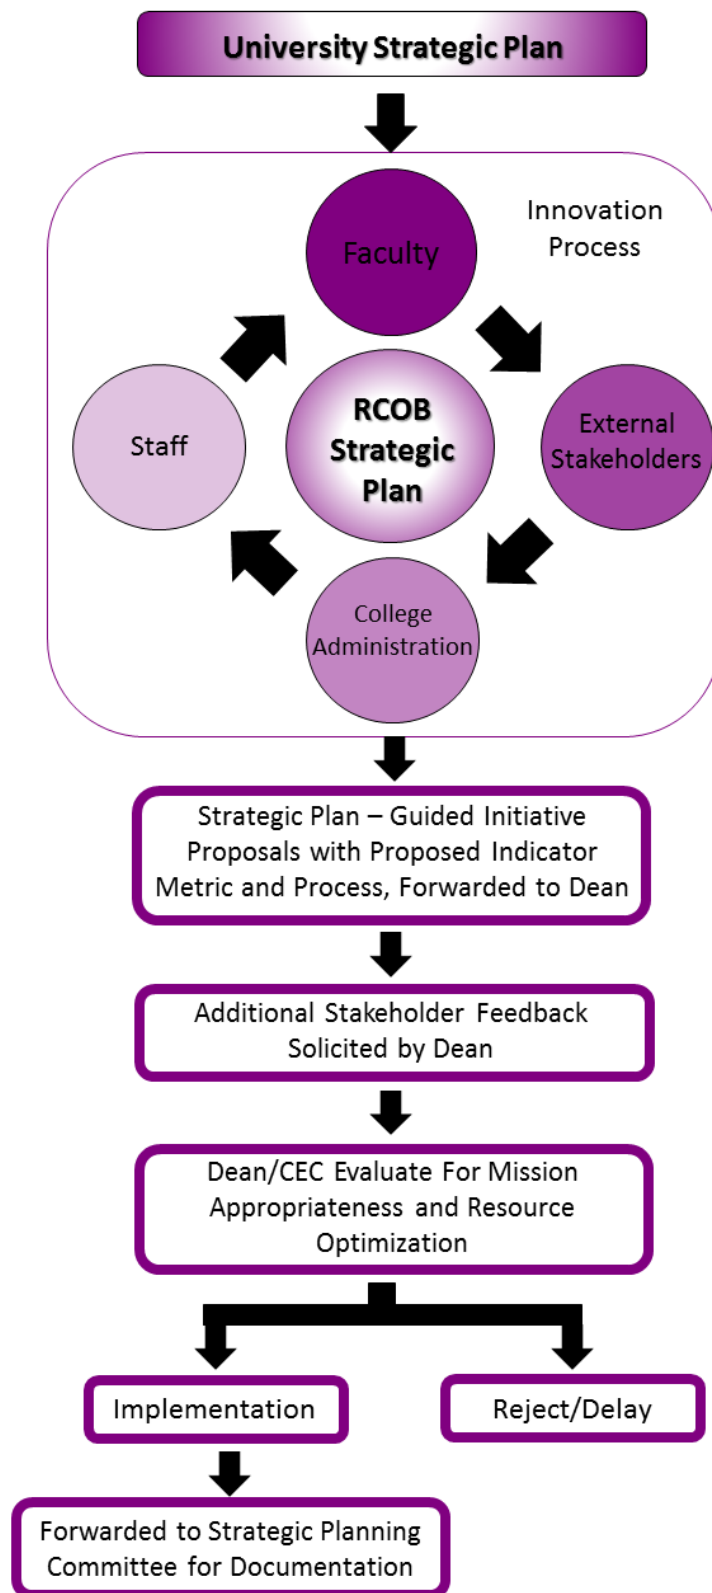 University Strategic Plan
Innovation
Process
Faculty
RCOB
Strategic
Plan
External
Stakeholders
Staff
College
Administration
Strategic Plan – Guided Initiative
Proposals with Proposed Indicator
Metric and Process, Forwarded to Dean
Additional Stakeholder Feedback
Solicited by Dean
Dean/CEC Evaluate For Mission
Appropriateness and Resource
Optimization
Implementation
Reject/Delay
Forwarded to Strategic Planning
Committee for Documentation